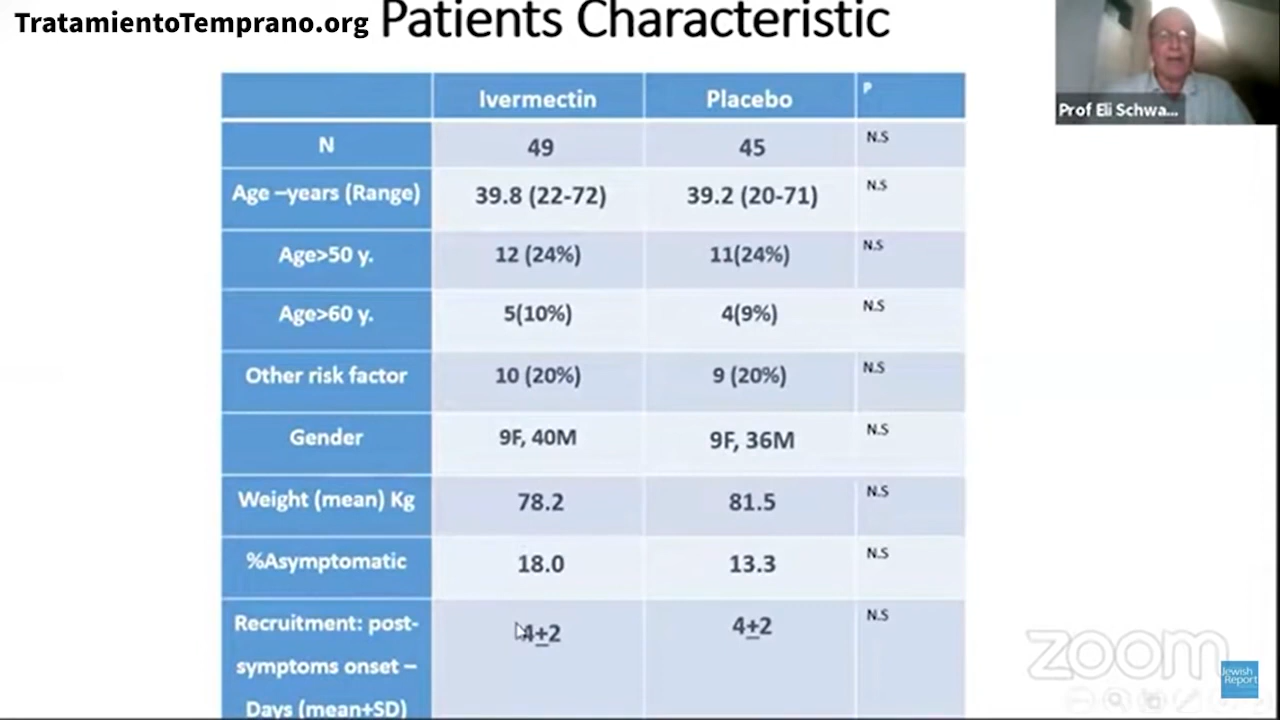 TratamientoTemprano.org
Patients Characteristic
Prof Eli Schwa...
Ivermectin Placebo P
N 49 45 N.S
Age –years (Range) 39.8 (22-72) 39.2 (20-71) N.S
Age>50 y. 12 (24%) 11(24%) N.S
Age>60 y. 5(10%) 4(9%) N.S
Other risk factor 10 (20%) 9 (20%) N.S
Gender 9F, 40M 9F, 36M N.S
Weight (mean) Kg 78.2 81.5 N.S
%Asymptomatic 18.0 13.3 N.S
Recruitment: post- 4+2 4+2 N.S
symptoms onset –
Days (mean+SD)
zoom
Jewish
Report